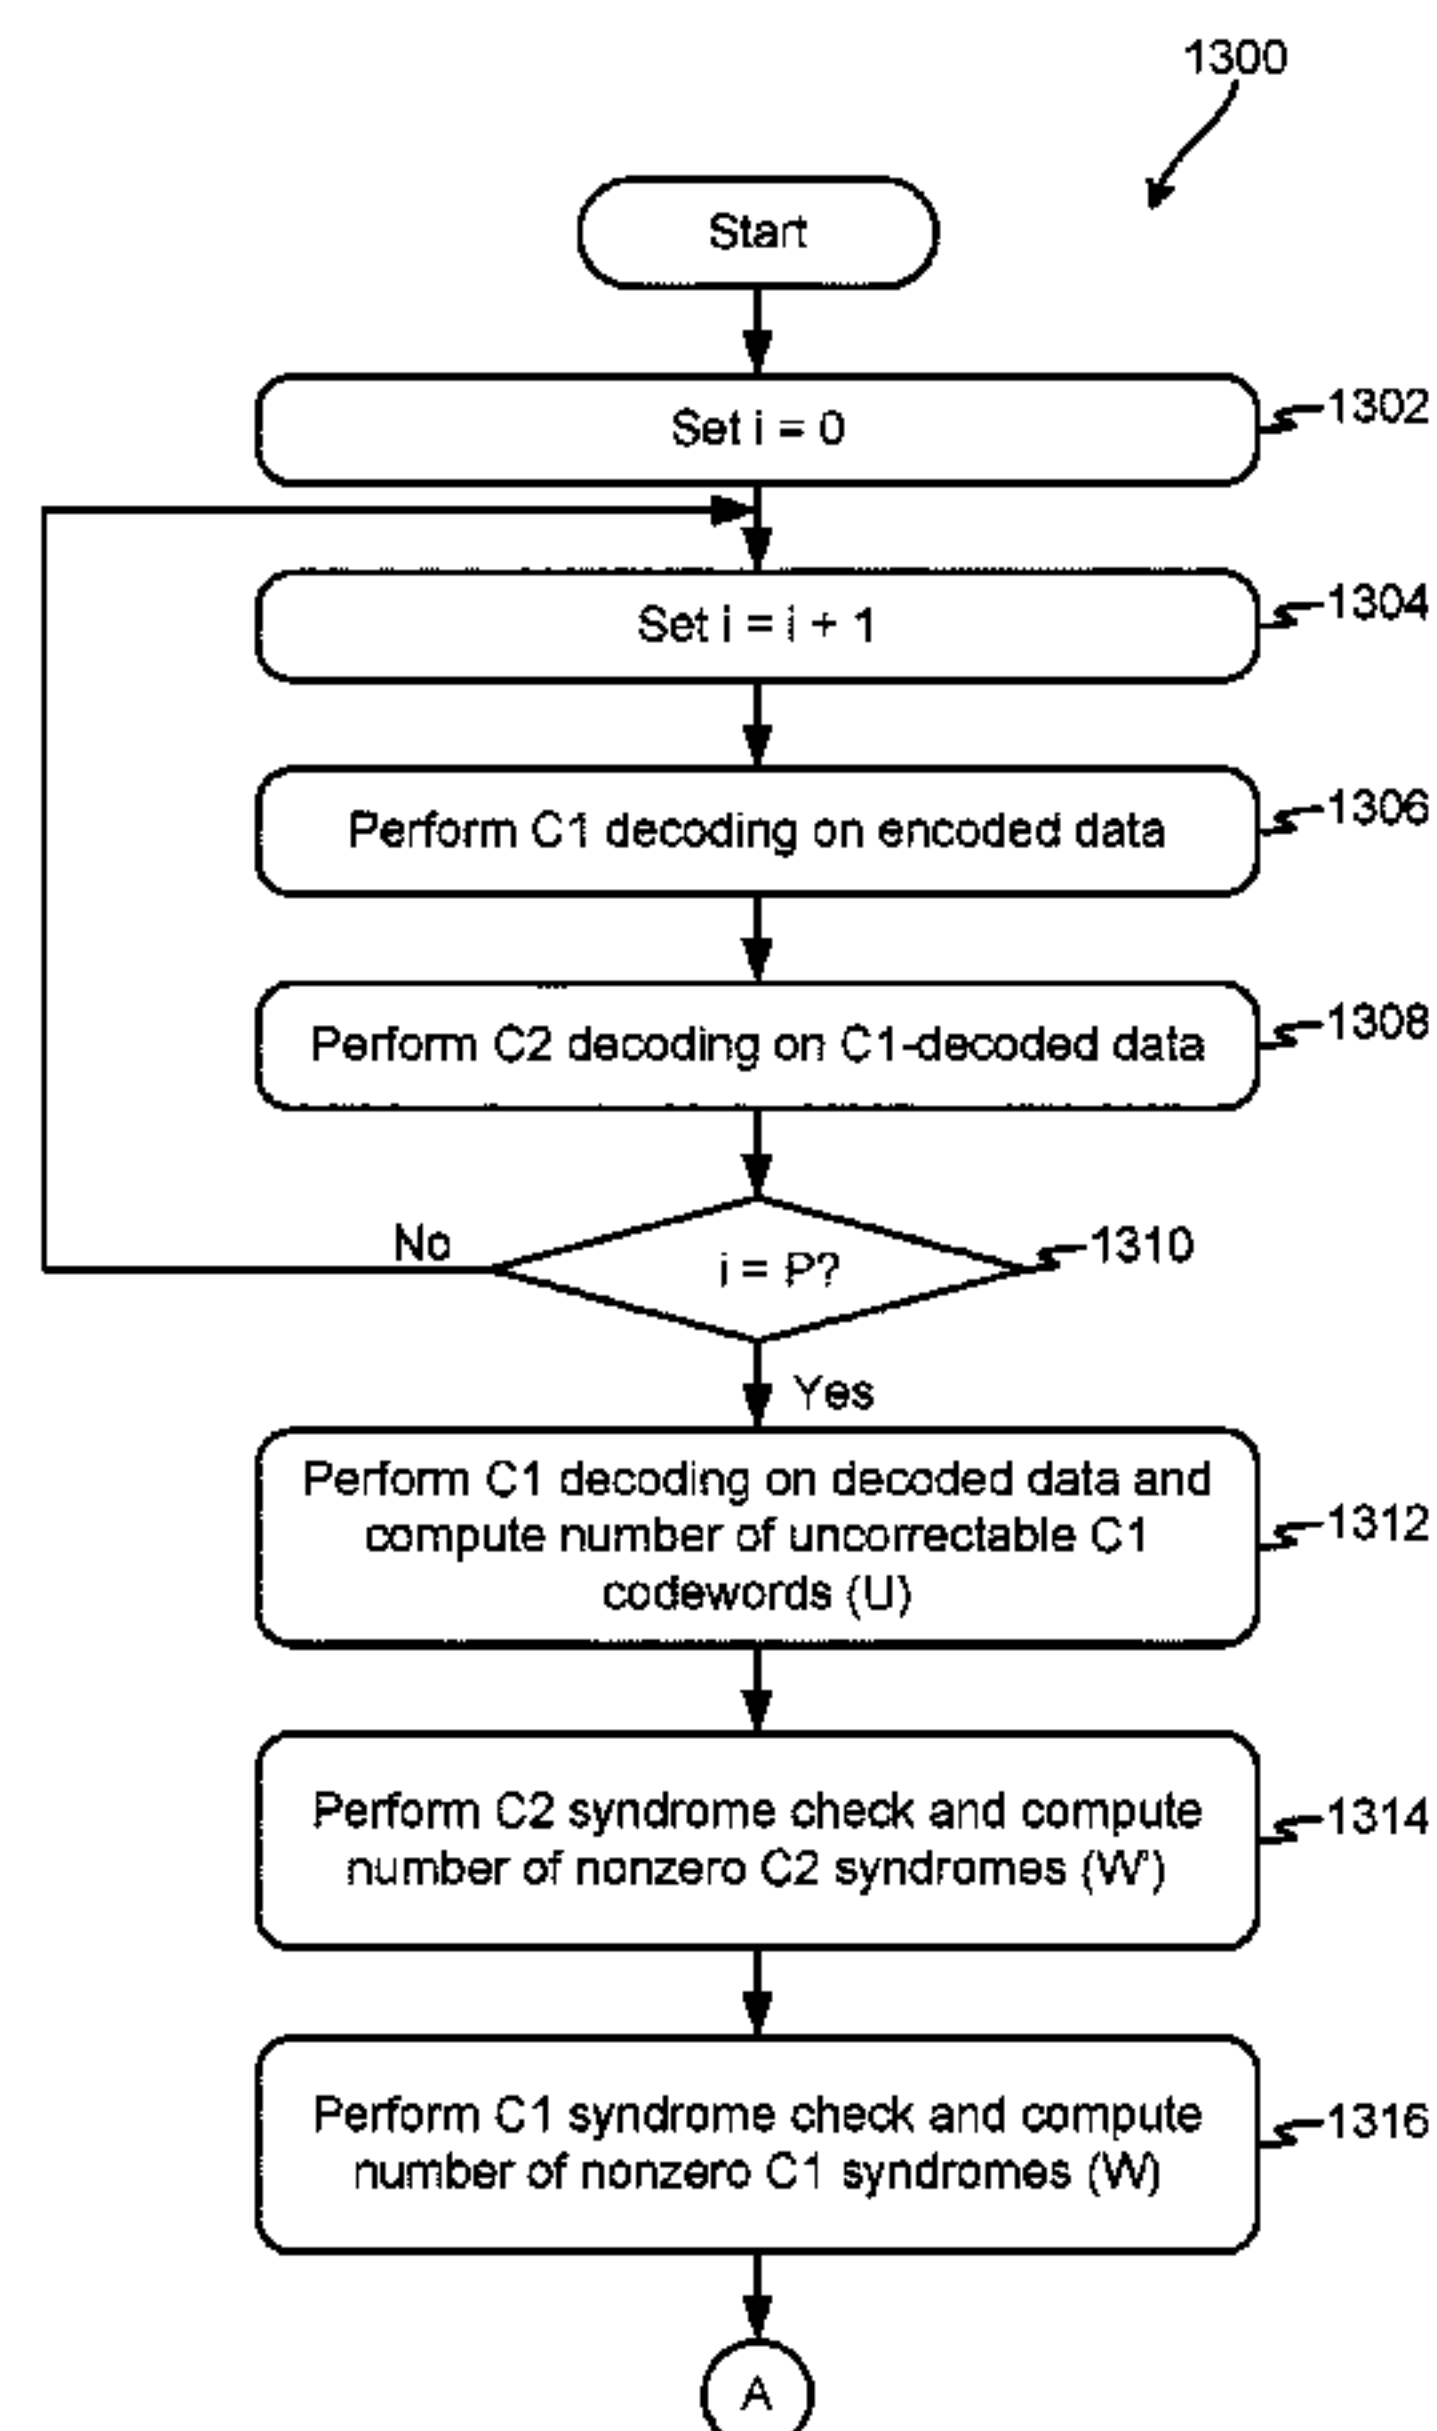 1300
Start
Set i = 0
1302
Set i = i + 1
1304
Perform C1 decoding on encoded data
1306
Perform C2 decoding on C1-decoded data
1308
No
i = P?
1310
Yes
Perform C1 decoding on decoded data and
compute number of uncorrectable C1
codewords (U)
1312
Perform C2 syndrome check and compute
number of nonzero C2 syndromes (W')
1314
Perform C1 syndrome check and compute
number of nonzero C1 syndromes (W)
1316
A